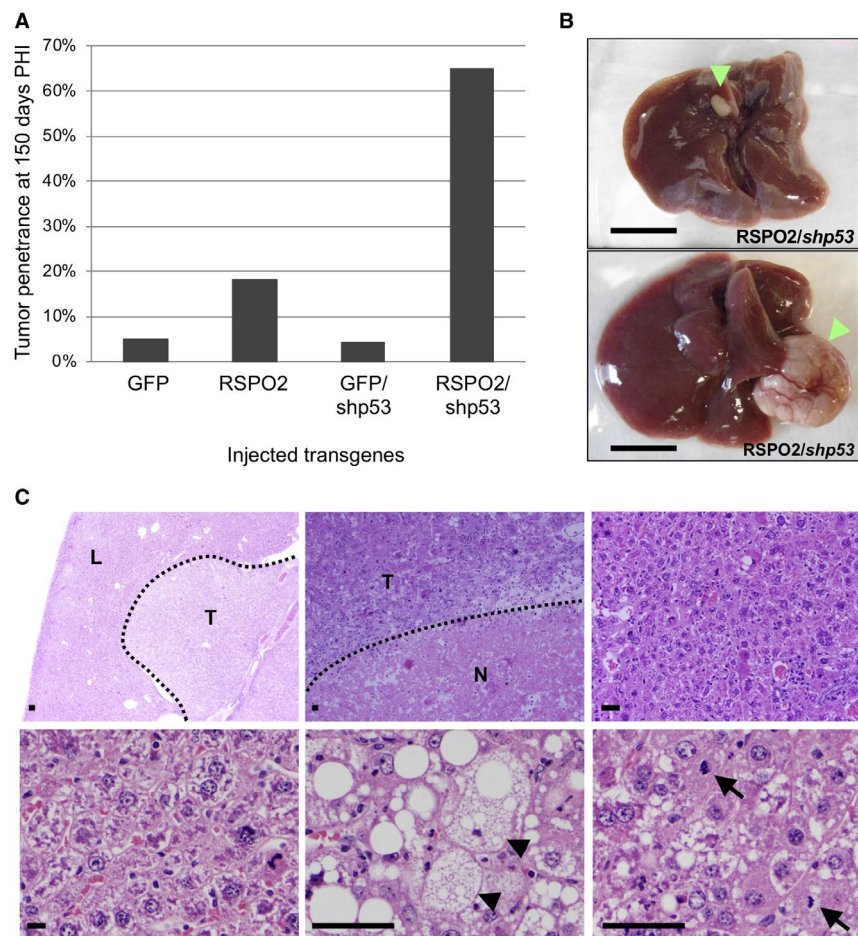 A
Tumor penetrance at 150 days PHI
70%
60%
50%
40%
30%
20%
10%
0%
GFP
RSPO2
GFP/
shp53
RSPO2/
shp53
Injected transgenes
B
RSPO2/shp53
RSPO2/shp53
C
L
T
T
N